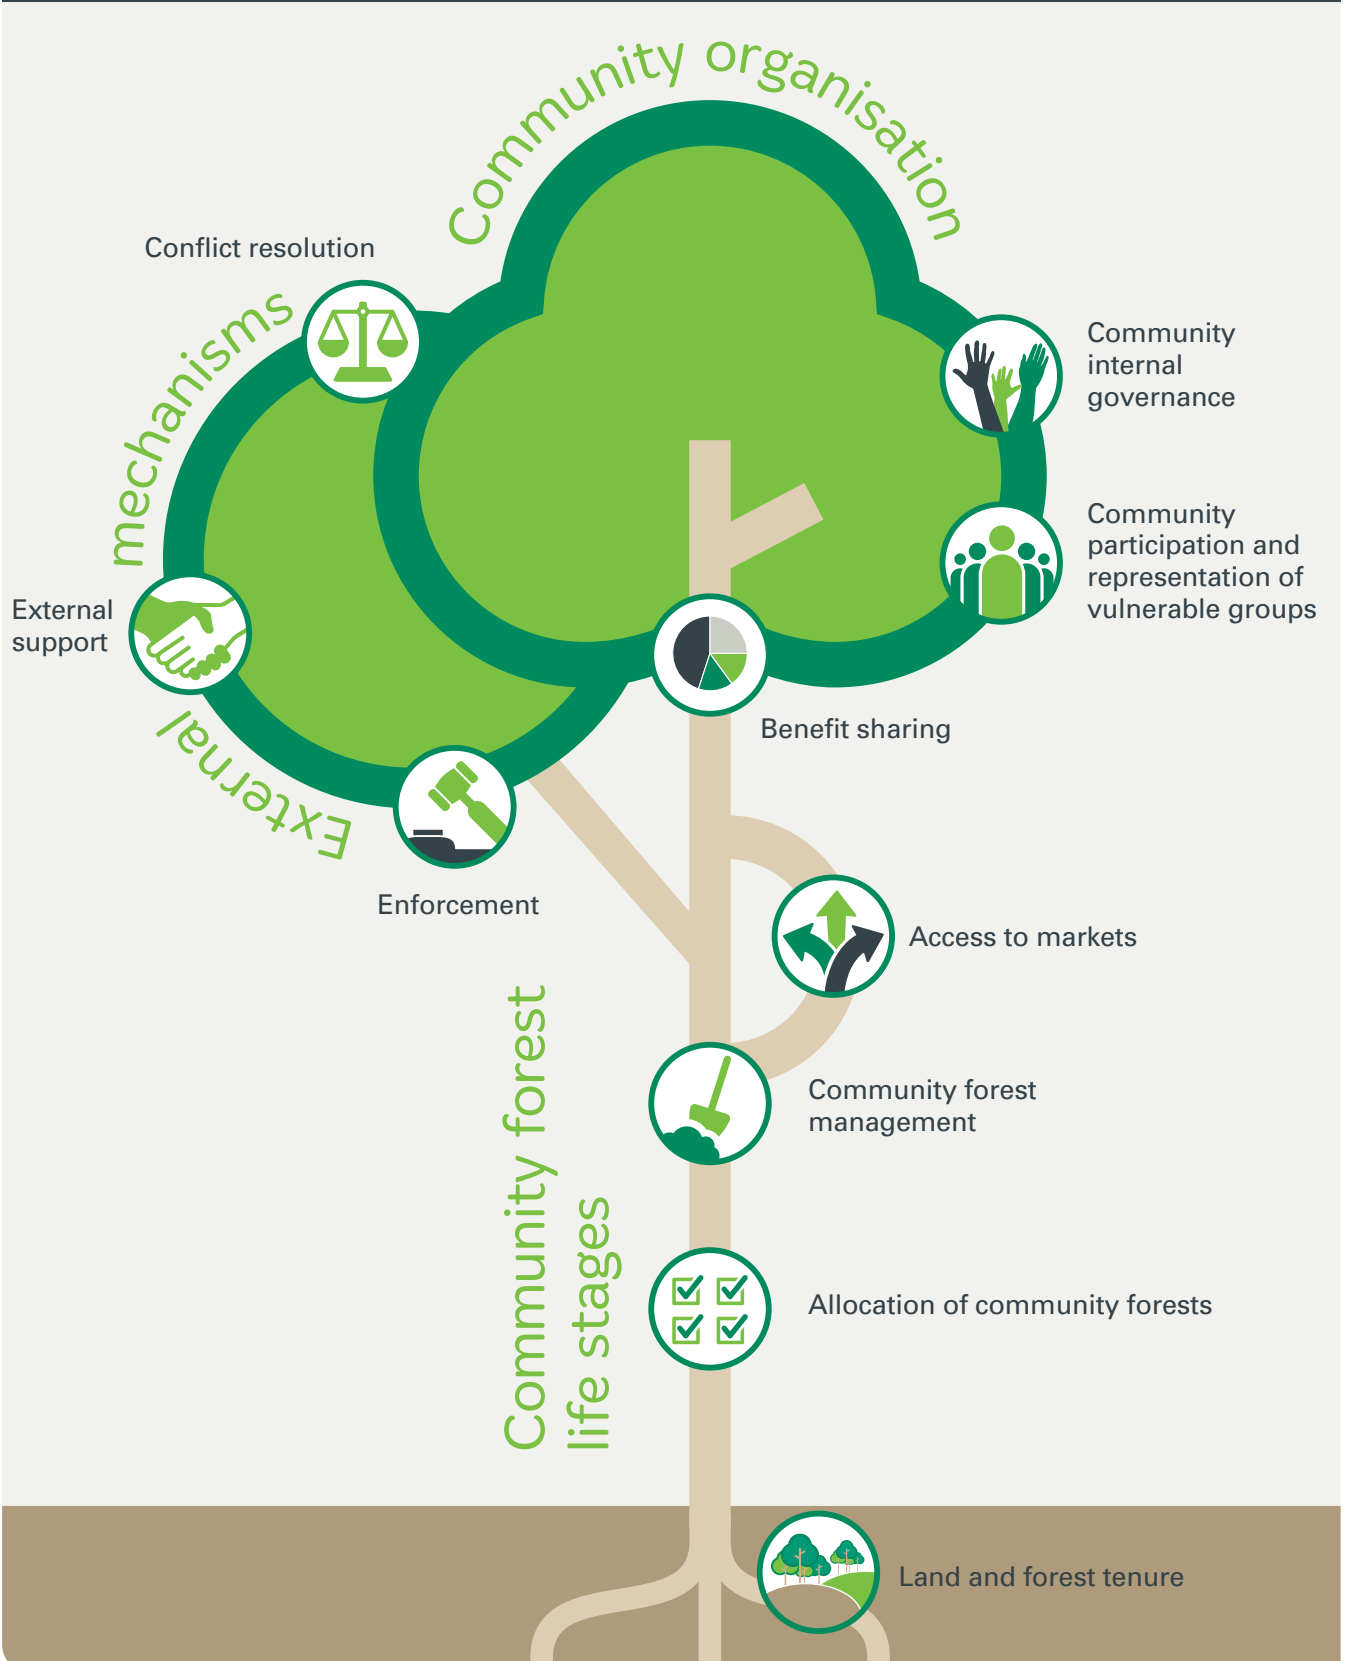 Community organisation
Conflict resolution
External mechanisms
Community
internal
governance
Community
participation and
representation of
vulnerable groups
External
support
Benefit sharing
Enforcement
Access to markets
Community forest
life stages
Community forest
management
Allocation of community forests
Land and forest tenure